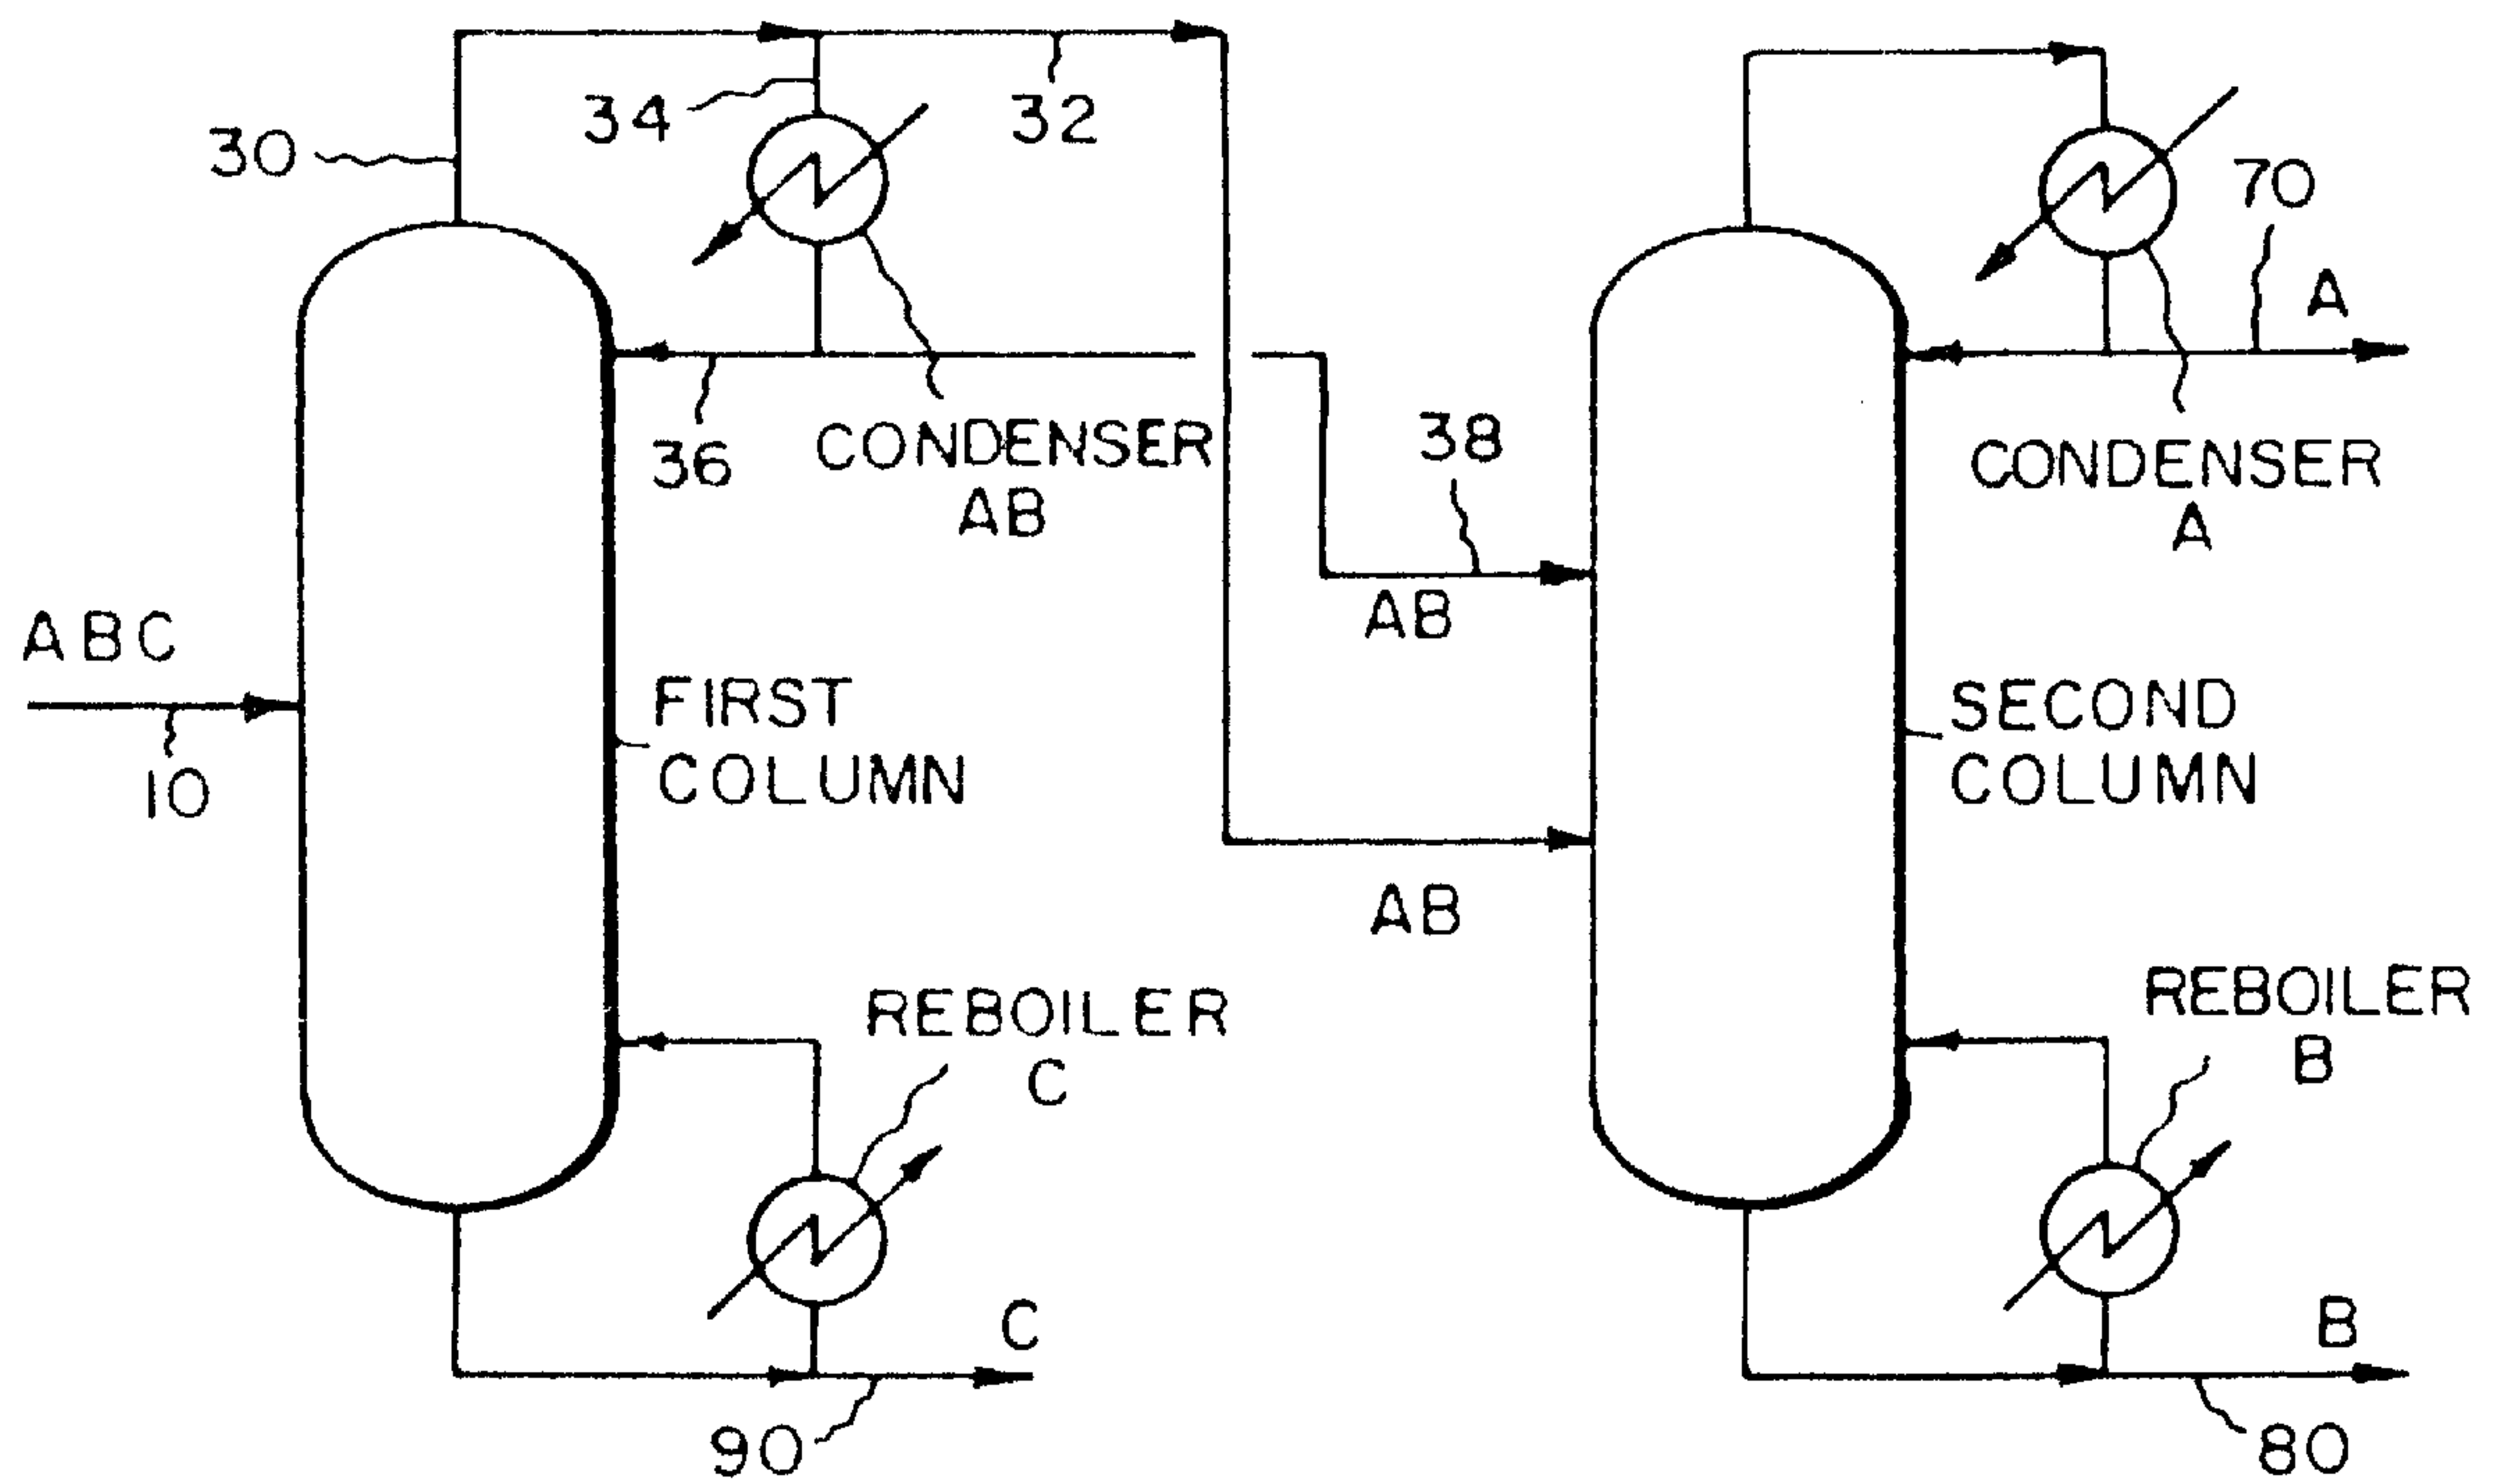 34
32
30
70
A
36
CONDENSER
AB
38
CONDENSER
A
ABC
AB
10
FIRST
COLUMN
SECOND
COLUMN
AB
REBOILER
C
REBOILER
B
C
B
90
80